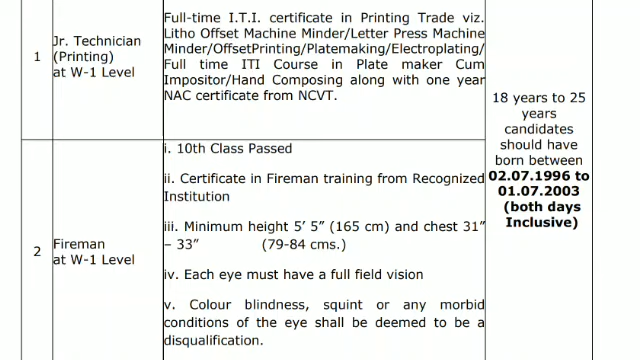 1
Jr. Technician
(Printing)
at W-1 Level
Full-time I.T.I. certificate in Printing Trade viz.
Litho Offset Machine Minder/Letter Press Machine
Minder/OffsetPrinting/Platemaking/Electroplating/
Full time ITI Course in Plate maker Cum
Impositor/Hand Composing along with one year
NAC certificate from NCVT.
2
Fireman
at W-1 Level
i. 10th Class Passed
ii. Certificate in Fireman training from Recognized
Institution
iii. Minimum height 5’ 5” (165 cm) and chest 31”
– 33” (79-84 cms.)
iv. Each eye must have a full field vision
v. Colour blindness, squint or any morbid
conditions of the eye shall be deemed to be a
disqualification.
18 years to 25
years
candidates
should have
born between
02.07.1996 to
01.07.2003
(both days
Inclusive)